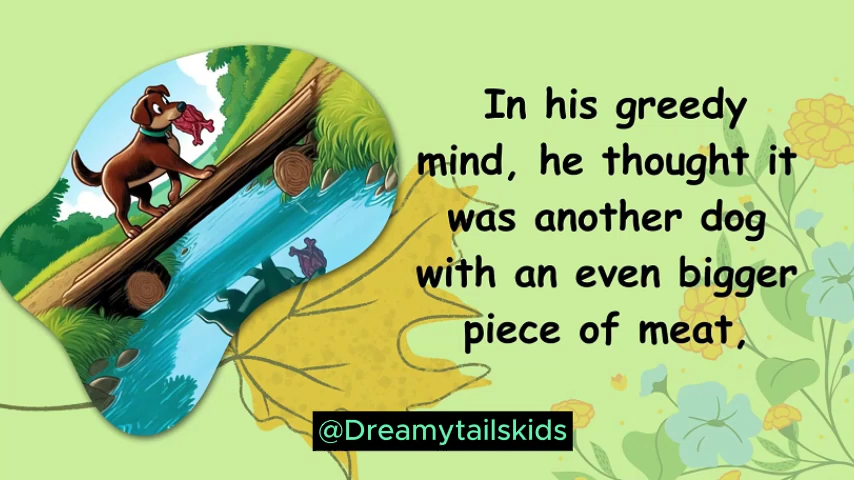 In his greedy
mind, he thought it
was another dog
with an even bigger
piece of meat,
@Dreamytailskids